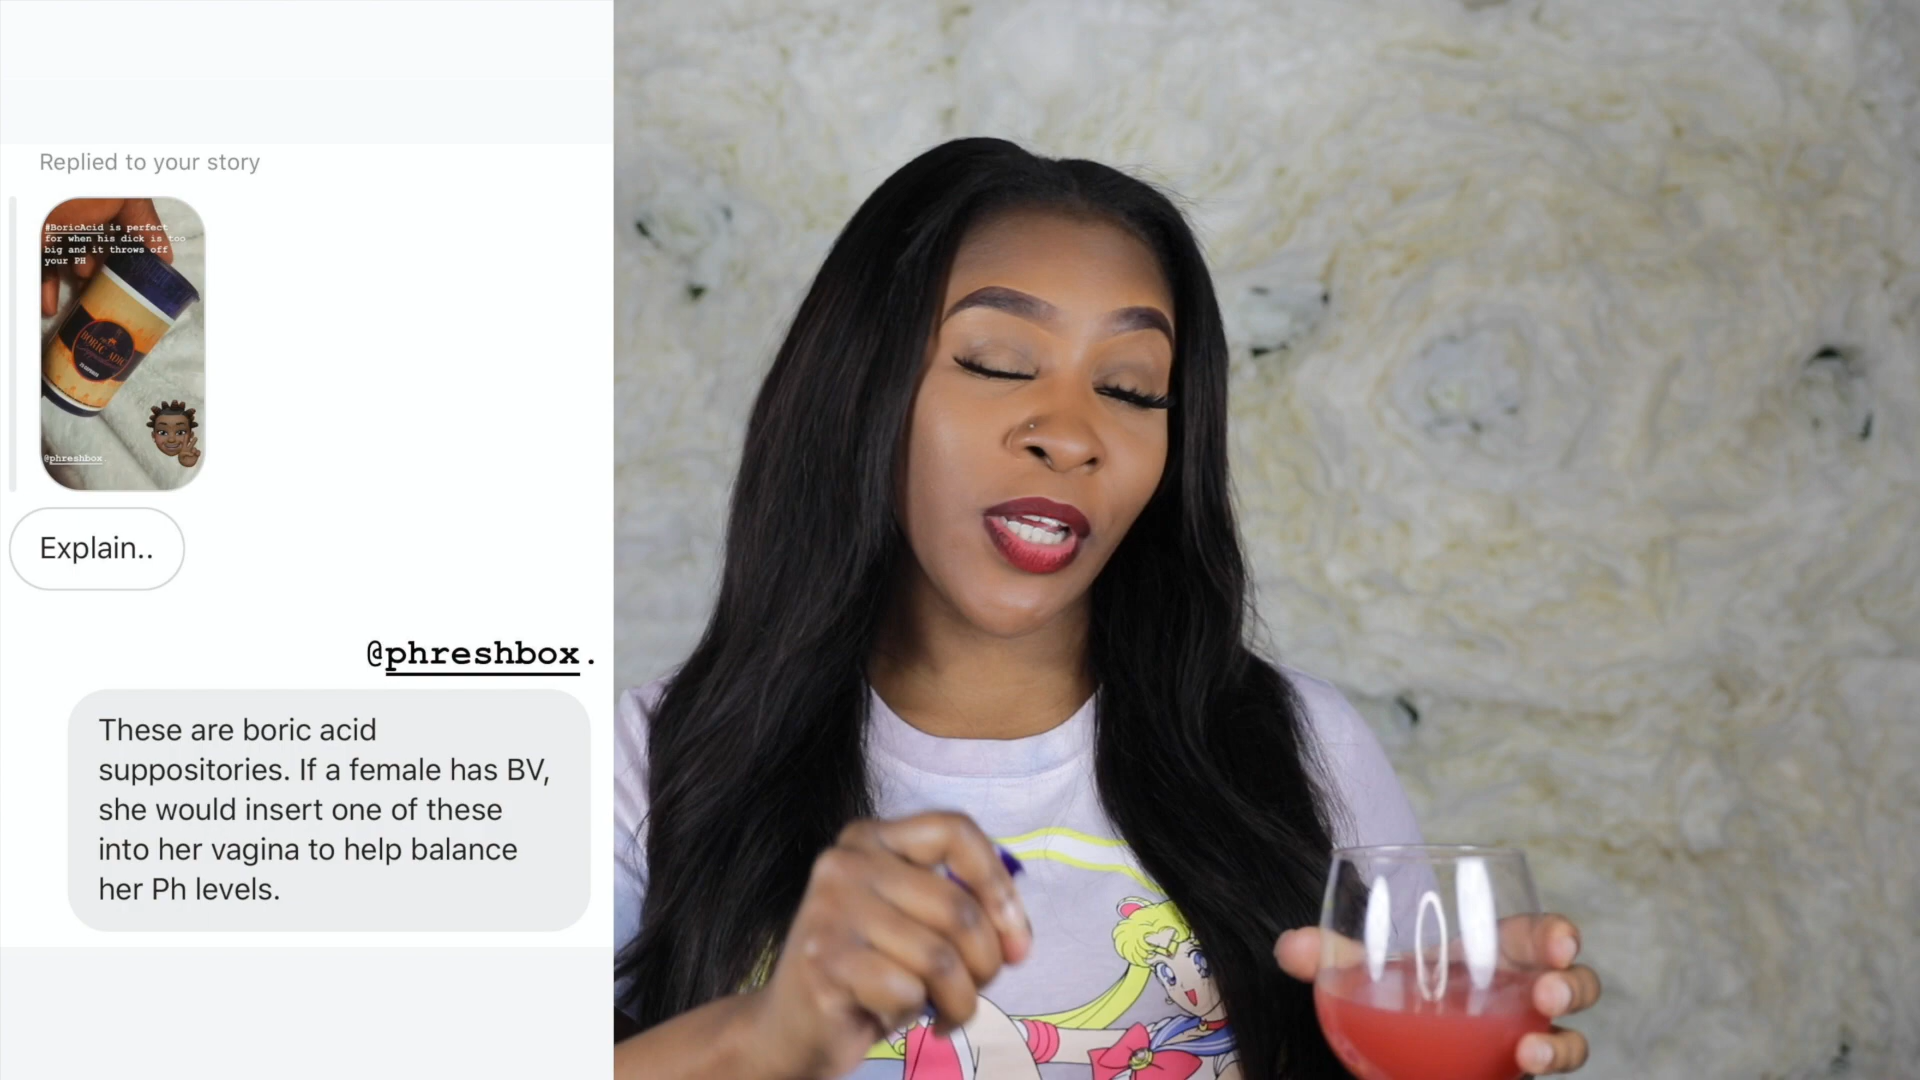 Replied to your story
#BoricAcid is perfect
for when his dick is too
big and it throws off
your PH
BORIC ACID
@phreshbox
Explain..
@phreshbox.
These are boric acid
suppositories. If a female has BV,
she would insert one of these
into her vagina to help balance
her Ph levels.